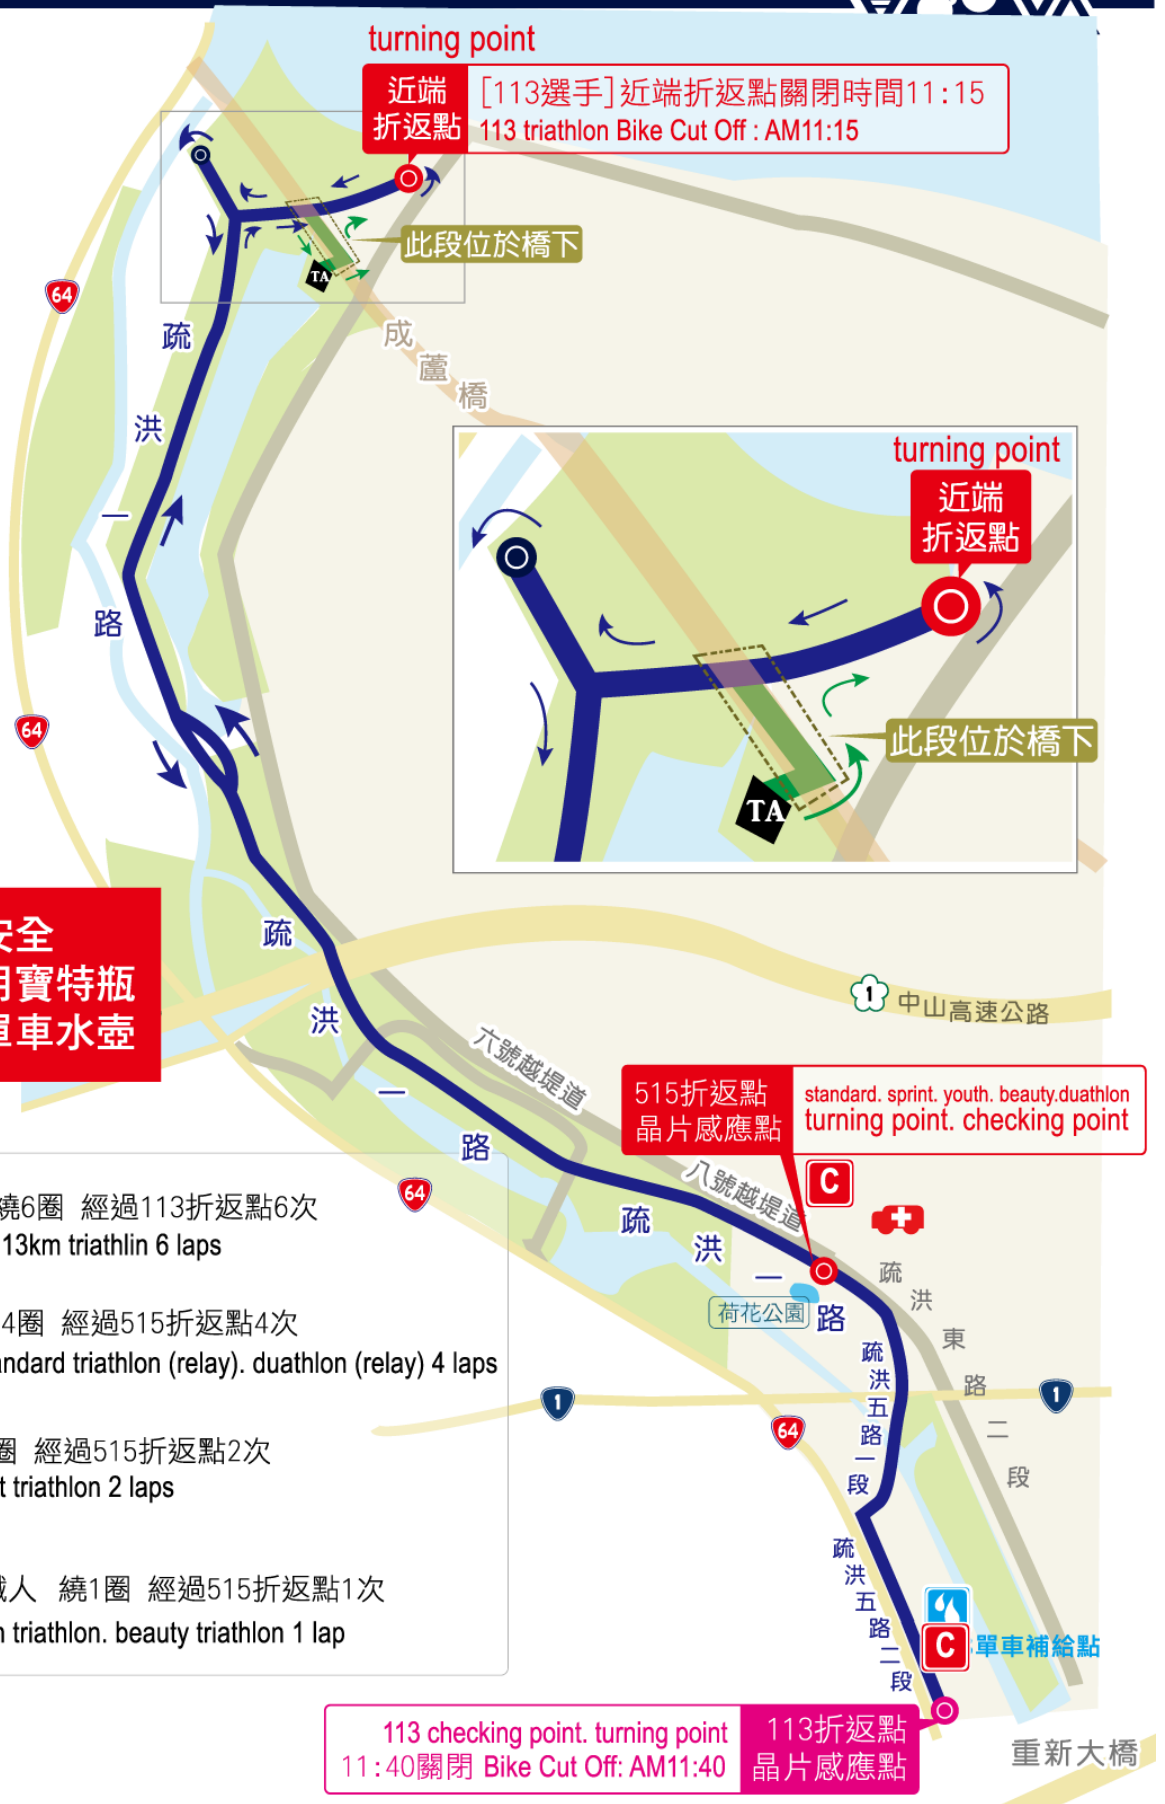 turning point
近端
折返點
[113選手]近端折返點關閉時間11:15
113 triathlon Bike Cut Off : AM11:15
此段位於橋下
TA
64
成蘆橋
疏洪一路
turning point
近端
折返點
此段位於橋下
TA
64
安全
用寶特瓶
單車水壺
疏洪一路
1
中山高速公路
六號越堤道
515折返點
晶片感應點
standard. sprint. youth. beauty.duathlon
turning point. checking point
八號越堤道
C
64
繞6圈 經過113折返點6次
13km triathlin 6 laps
疏洪一路
荷花公園
疏洪東路二段
4圈 經過515折返點4次
andard triathlon (relay). duathlon (relay) 4 laps
疏洪五路一段
1
1
64
圈 經過515折返點2次
t triathlon 2 laps
疏洪五路二段
人 繞1圈 經過515折返點1次
n triathlon. beauty triathlon 1 lap
C
單車補給點
113 checking point. turning point
11:40關閉 Bike Cut Off: AM11:40
113折返點
晶片感應點
重新大橋